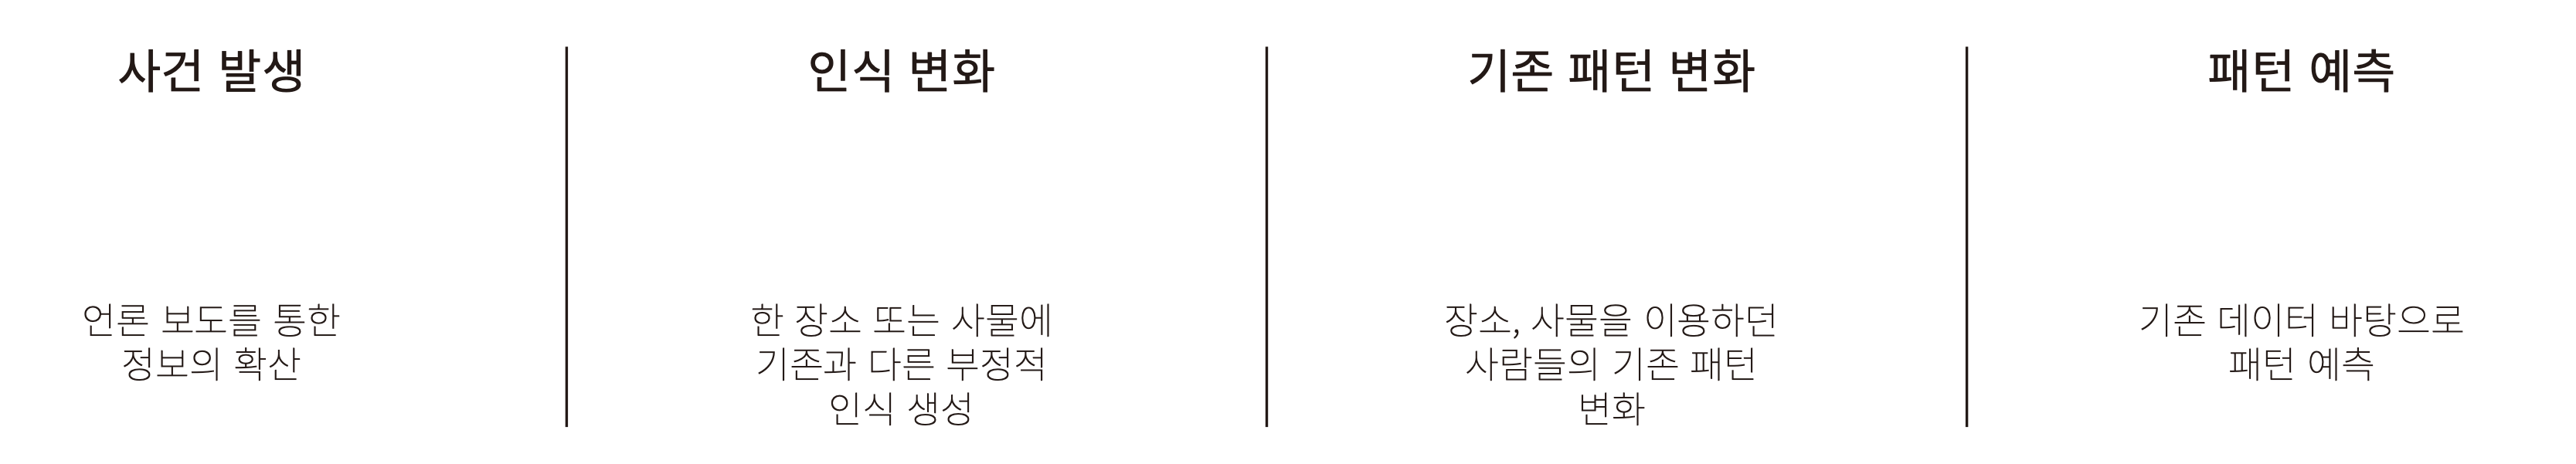 사건 발생
언론 보도를 통한
정보의 확산
인식 변화
한 장소 또는 사물에
기존과 다른 부정적
인식 생성
기존 패턴 변화
장소, 사물을 이용하던
사람들의 기존 패턴
변화
패턴 예측
기존 데이터 바탕으로
패턴 예측